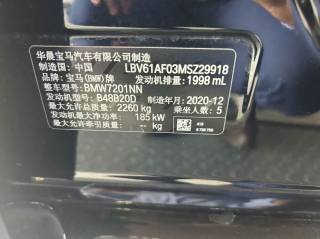 华晨宝马汽车有限公司制造
制造国：中国 LBV61AF03MSZ29918
品牌：宝马(BMW)牌 发动机排量：1998 mL
整车型号：BMW7201NN
发动机型号：B48B20D 制造年月：2020-12
最大允许总质量：2260 kg 乘坐人数：5
发动机最大净功率：185 kW
最大允许牵引质量：-- kg